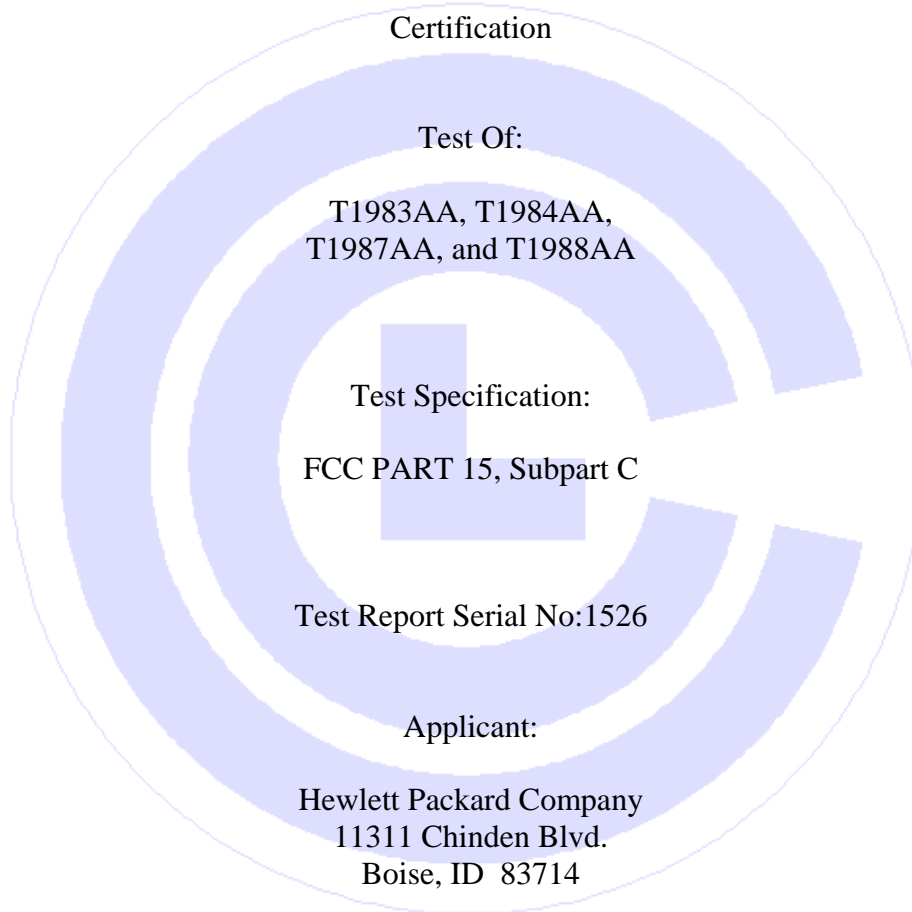 Certification
Test Of:
T1983AA, T1984AA,
T1987AA, and T1988AA
Test Specification:
FCC PART 15, Subpart C
Test Report Serial No:1526
Applicant:
Hewlett Packard Company
11311 Chinden Blvd.
Boise, ID  83714